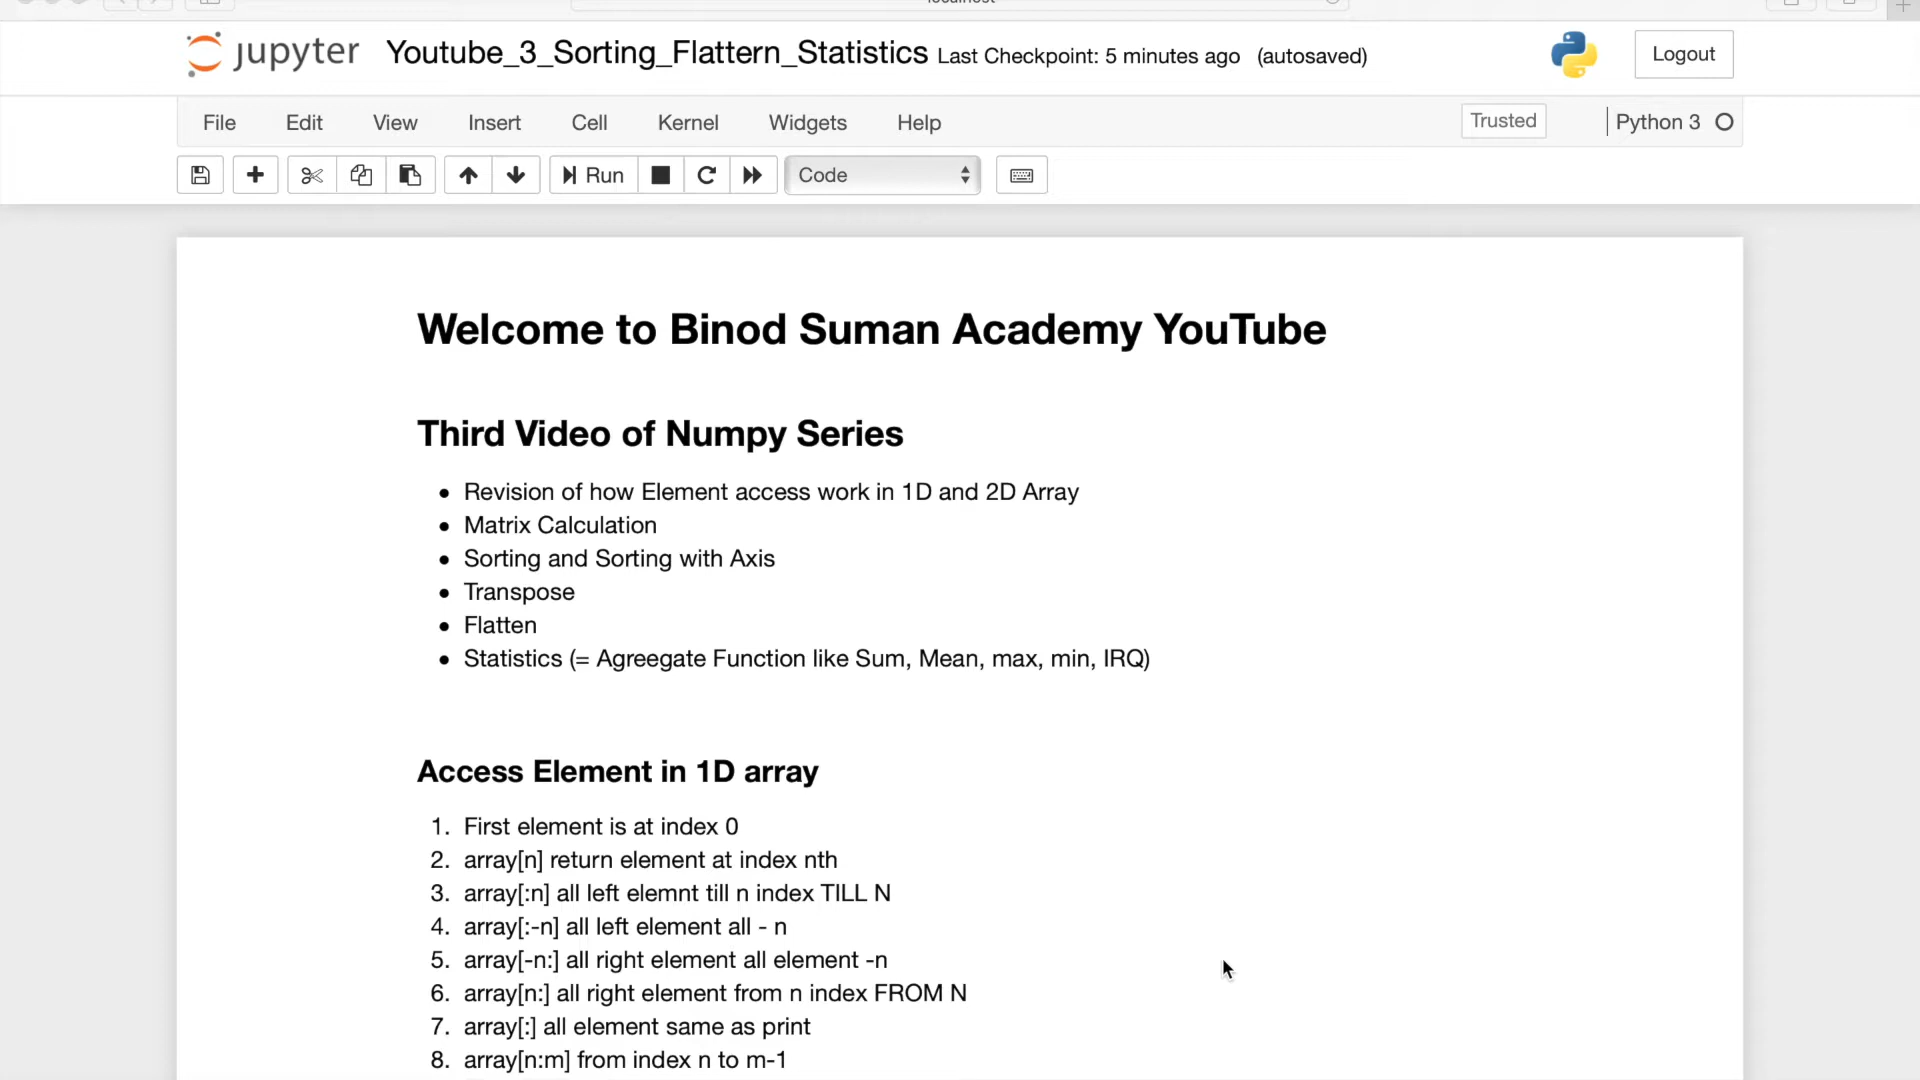 localhost
jupyter Youtube_3_Sorting_Flattern_Statistics Last Checkpoint: 5 minutes ago (autosaved) Logout
File Edit View Insert Cell Kernel Widgets Help Trusted Python 3
Run Code
Welcome to Binod Suman Academy YouTube
Third Video of Numpy Series
• Revision of how Element access work in 1D and 2D Array
• Matrix Calculation
• Sorting and Sorting with Axis
• Transpose
• Flatten
• Statistics (= Agreegate Function like Sum, Mean, max, min, IRQ)
Access Element in 1D array
1. First element is at index 0
2. array[n] return element at index nth
3. array[:n] all left elemnt till n index TILL N
4. array[:-n] all left element all - n
5. array[-n:] all right element all element -n
6. array[n:] all right element from n index FROM N
7. array[:] all element same as print
8. array[n:m] from index n to m-1